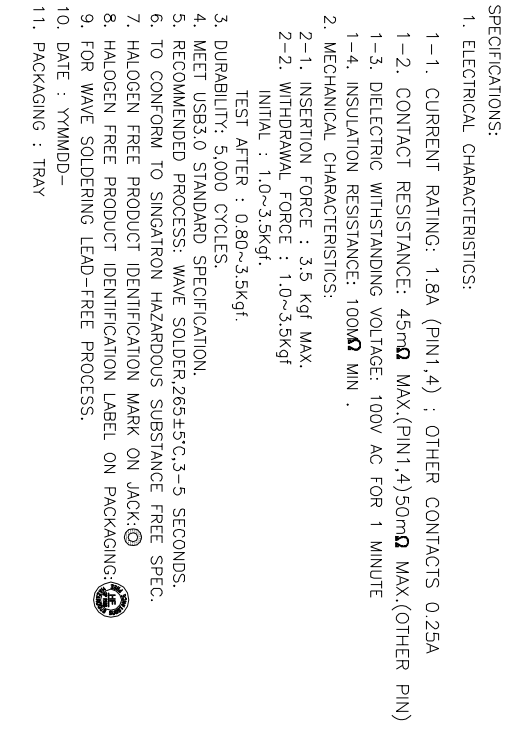 SPECIFICATIONS:
1. ELECTRICAL CHARACTERISTICS:
1-1. CURRENT RATING: 1.8A (PIN1,4) ; OTHER CONTACTS 0.25A
1-2. CONTACT RESISTANCE: 45mΩ MAX.(PIN1,4)50mΩ MAX.(OTHER PIN)
1-3. DIELECTRIC WITHSTANDING VOLTAGE: 100V AC FOR 1 MINUTE
1-4. INSULATION RESISTANCE: 100MΩ MIN .
2. MECHANICAL CHARACTERISTICS:
2-1. INSERTION FORCE : 3.5 Kgf MAX.
2-2. WITHDRAWAL FORCE : 1.0~3.5Kgf
INITIAL : 1.0~3.5Kgf.
TEST AFTER : 0.80~3.5Kgf.
3. DURABILITY: 5,000 CYCLES.
4. MEET USB3.0 STANDARD SPECIFICATION.
5. RECOMMENDED PROCESS: WAVE SOLDER,265±5°C,3-5 SECONDS.
6. TO CONFORM TO SINGATRON HAZARDOUS SUBSTANCE FREE SPEC.
7. HALOGEN FREE PRODUCT IDENTIFICATION MARK ON JACK:
8. HALOGEN FREE PRODUCT IDENTIFICATION LABEL ON PACKAGING:
HF
9. FOR WAVE SOLDERING LEAD-FREE PROCESS.
10. DATE : YYMMDD-
11. PACKAGING : TRAY